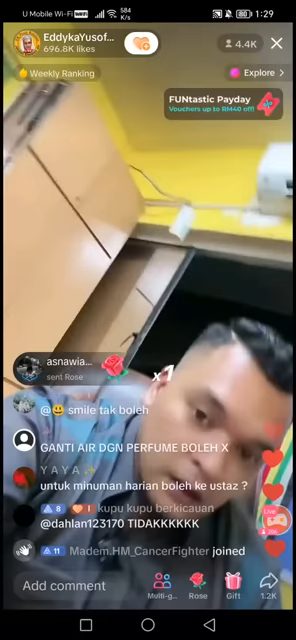 U Mobile Wi-Fi WiFi 584 K/s 1:29
EddykaYusof...
696.8K likes
4.4K
Weekly Ranking
Explore >
FUNtastic Payday
Vouchers up to RM40 off!
asnawia...
sent Rose
x1
@😃 smile tak boleh
GANTI AIR DGN PERFUME BOLEH X
Y A Y A ✨
untuk minuman harian boleh ke ustaz ?
8 1 kupu kupu berkicauan
@dahlan123170 TIDAKKKKKK
11 Madem.HM_CancerFighter joined
Live
Add comment
Multi-g...
Rose
Gift
1.2K